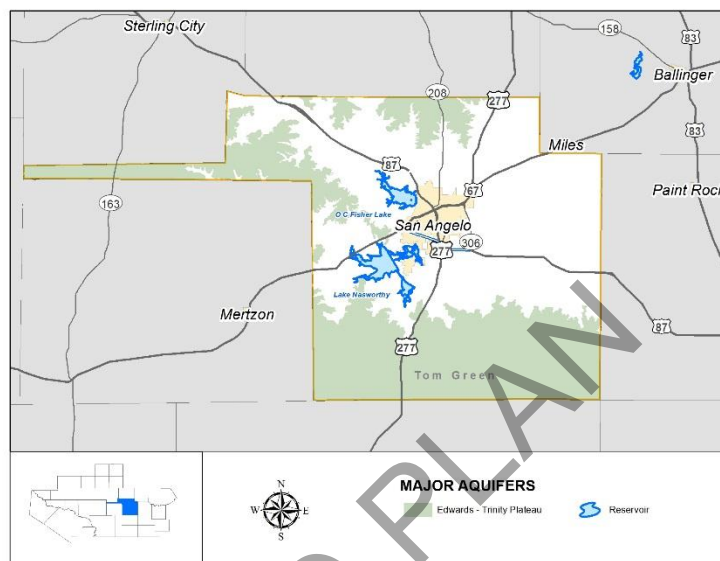 Sterling City
158
83
Ballinger
208
277
83
Miles
87
67
Paint Rock
163
O C Fisher Lake
San Angelo
306
277
Lake Nasworthy
Mertzon
87
277
Tom Green
PLAN
N
W E
S
MAJOR AQUIFERS
Edwards - Trinity Plateau
Reservoir